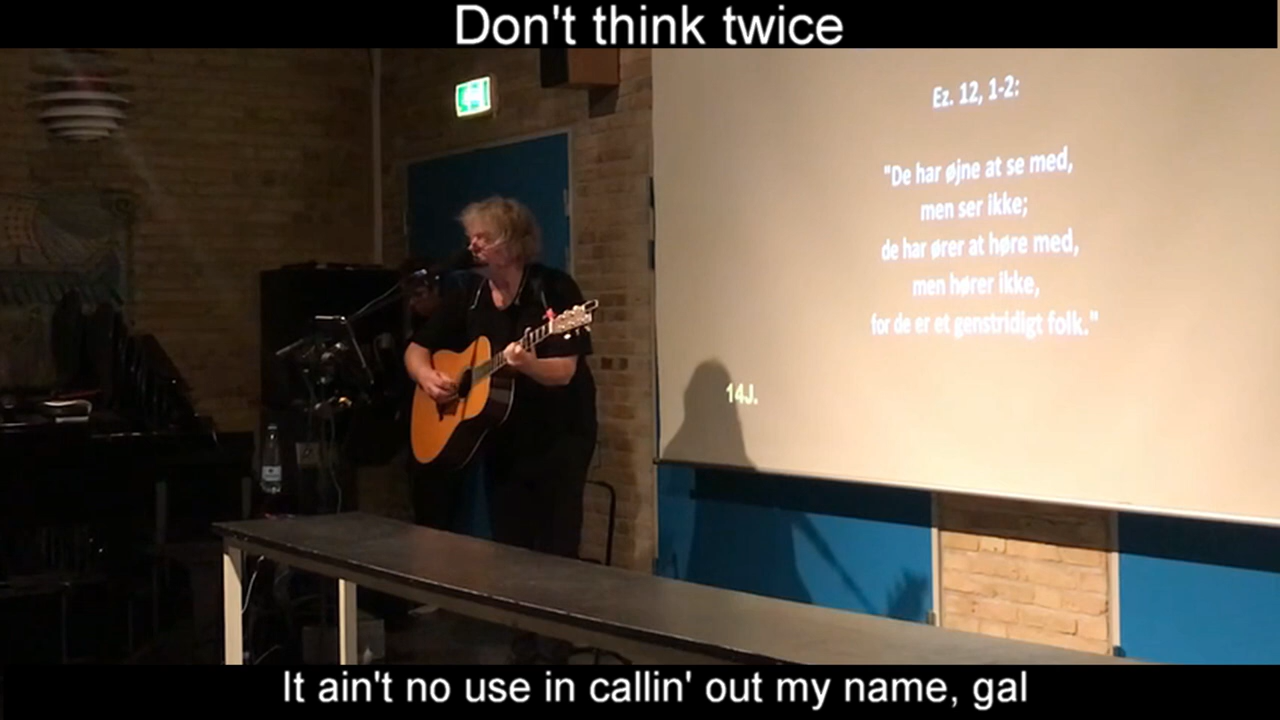 Don't think twice
Ez. 12, 1-2:
"De har øjne at se med,
men ser ikke;
de har ører at høre med,
men hører ikke,
for de er et genstridigt folk."
14J.
It ain't no use in callin' out my name, gal